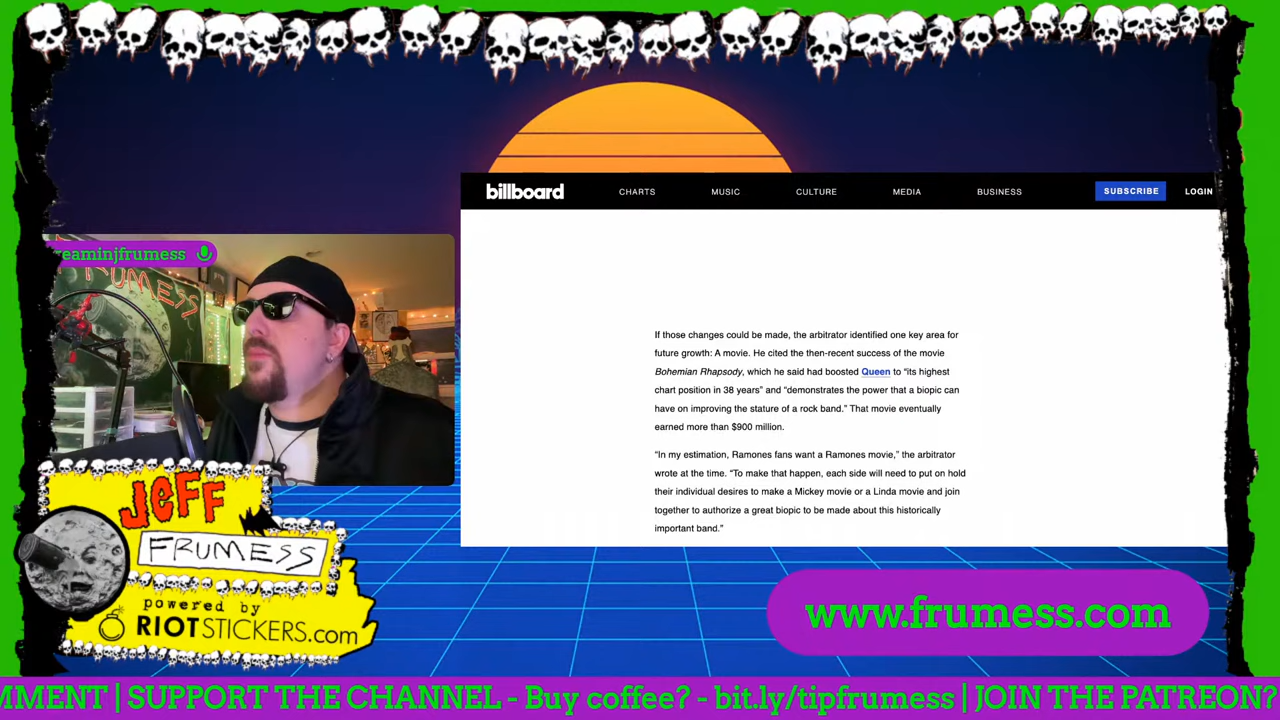 billboard
CHARTS
MUSIC
CULTURE
MEDIA
BUSINESS
SUBSCRIBE
LOGIN
eaminjfrumess
FRUMESS
If those changes could be made, the arbitrator identified one key area for
future growth: A movie. He cited the then-recent success of the movie
Bohemian Rhapsody, which he said had boosted Queen to “its highest
chart position in 38 years” and “demonstrates the power that a biopic can
have on improving the stature of a rock band.” That movie eventually
earned more than $900 million.
“In my estimation, Ramones fans want a Ramones movie,” the arbitrator
wrote at the time. “To make that happen, each side will need to put on hold
their individual desires to make a Mickey movie or a Linda movie and join
together to authorize a great biopic to be made about this historically
important band.”
JEFF
FRUMESS
powered by
RIOTSTICKERS.com
www.frumess.com
MMENT | SUPPORT THE CHANNEL - Buy coffee? - bit.ly/tipfrumess | JOIN THE PATREON?